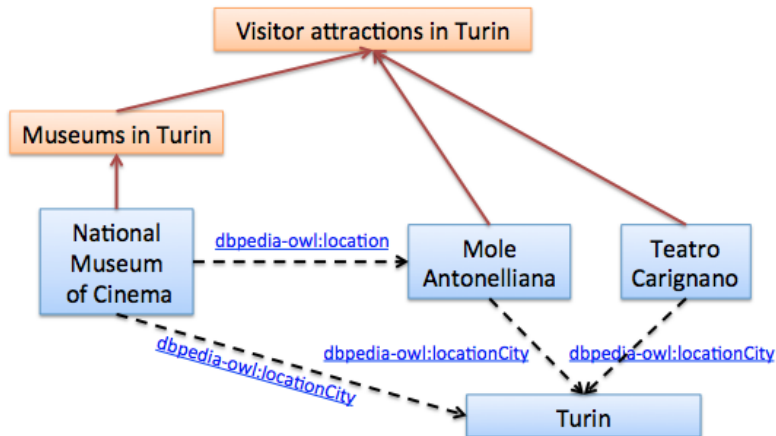 Visitor attractions in Turin
Museums in Turin
National
Museum
of Cinema
dbpedia-owl:location
Mole
Antonelliana
Teatro
Carignano
dbpedia-owl:locationCity
dbpedia-owl:locationCity
dbpedia-owl:locationCity
Turin